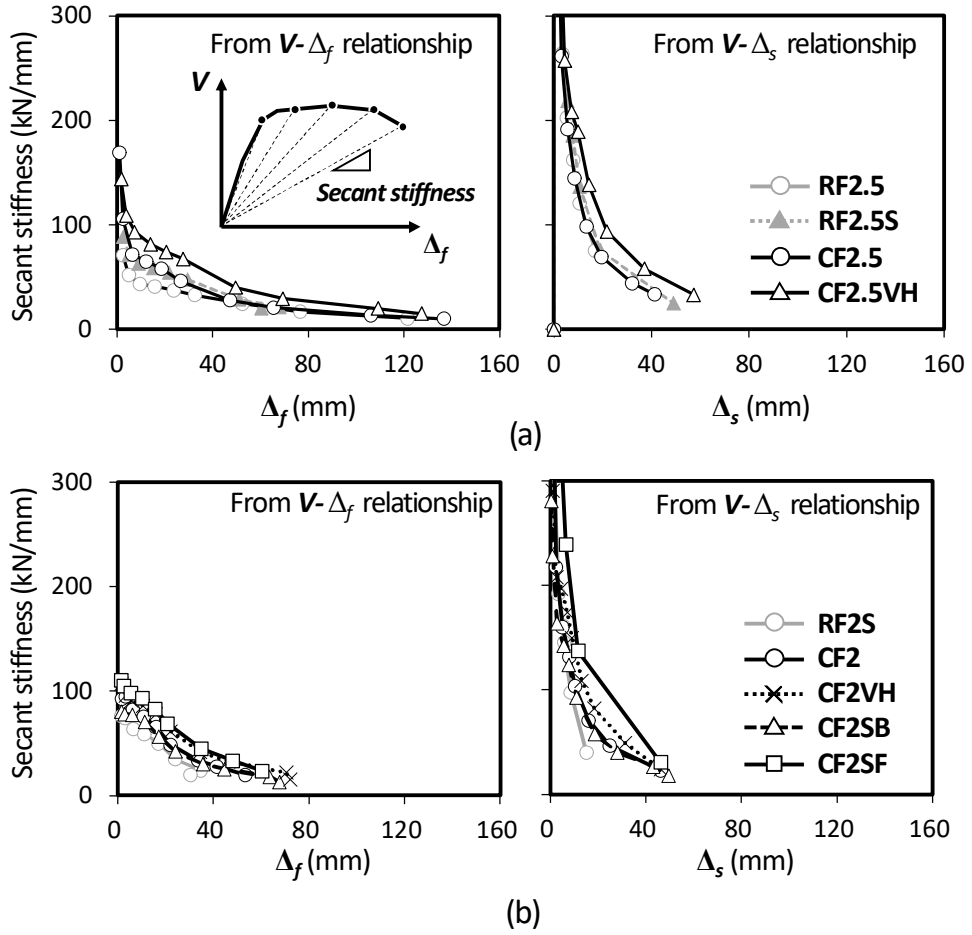 From V- Δf relationship
V
Secant stiffness
Δf
Secant stiffness (kN/mm)
300
200
100
0
0 40 80 120 160
Δf (mm)
From V- Δs relationship
RF2.5
RF2.5S
CF2.5
CF2.5VH
0 40 80 120 160
Δs (mm)
(a)
From V- Δf relationship
Secant stiffness (kN/mm)
300
200
100
0
0 40 80 120 160
Δf (mm)
From V- Δs relationship
RF2S
CF2
CF2VH
CF2SB
CF2SF
0 40 80 120 160
Δs (mm)
(b)